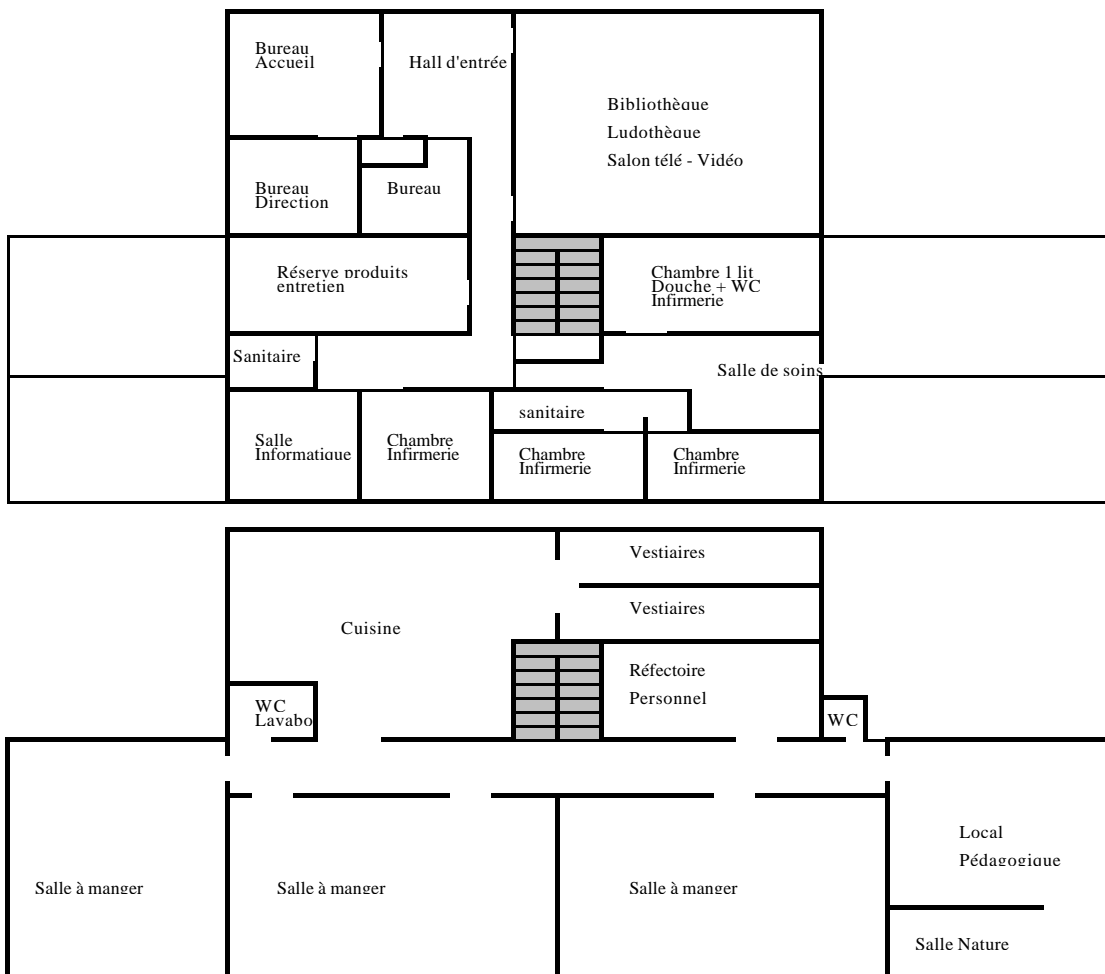 Bureau
Accueil
Hall d'entrée
Bibliothèque
Ludothèque
Salon télé - Vidéo
Bureau
Direction
Bureau
Réserve produits
entretien
Chambre 1 lit
Douche + WC
Infirmerie
Sanitaire
Salle de soins
sanitaire
Salle
Informatique
Chambre
Infirmerie
Chambre
Infirmerie
Chambre
Infirmerie
Vestiaires
Vestiaires
Cuisine
Réfectoire
Personnel
WC
Lavabo
WC
Local
Pédagogique
Salle à manger
Salle à manger
Salle à manger
Salle Nature